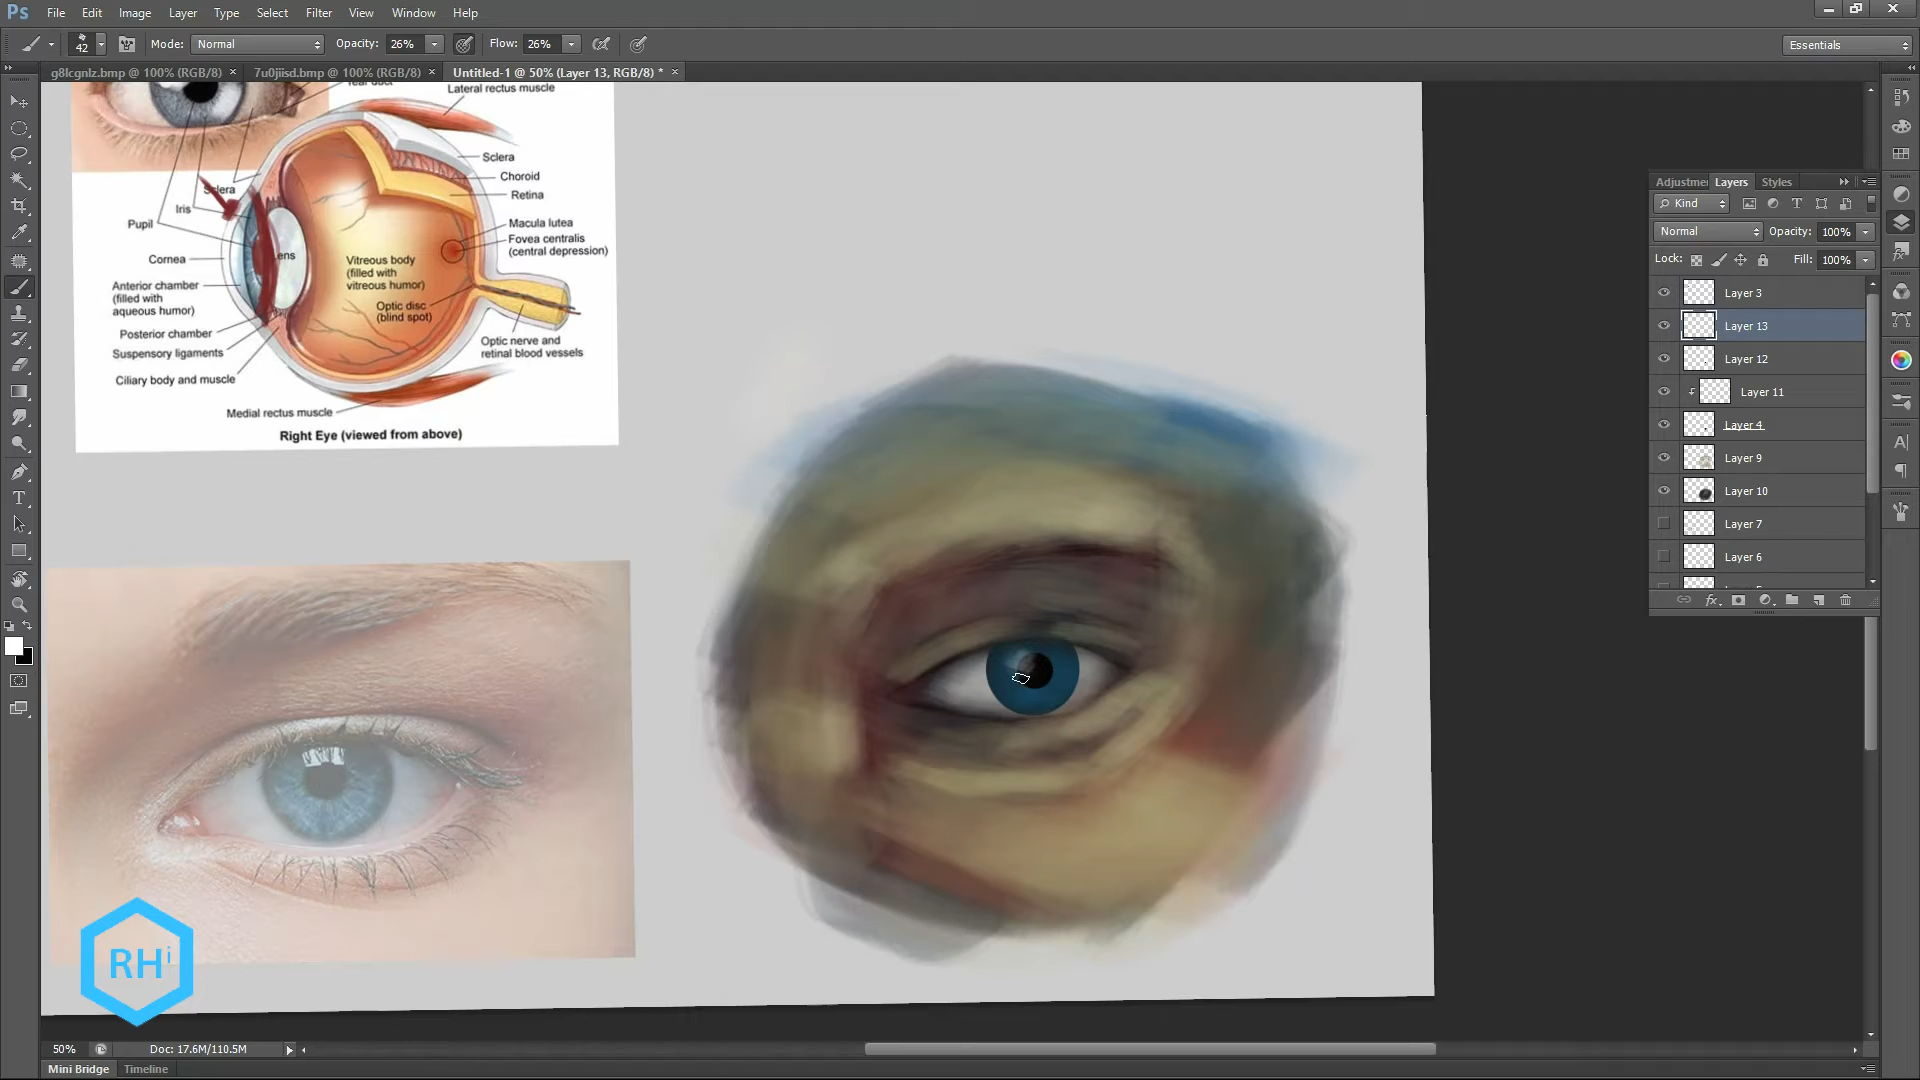 Ps File Edit Image Layer Type Select Filter View Window Help
42 Mode: Normal Opacity: 26% Flow: 26% Essentials
g8lcgnlz.bmp @ 100% (RGB/8) × 7u0jiisd.bmp @ 100% (RGB/8) × Untitled-1 @ 50% (Layer 13, RGB/8) * ×
Tear duct
Lateral rectus muscle
Sclera
Choroid
Retina
Sclera
Iris
Pupil
Macula lutea
Fovea centralis
(central depression)
Cornea
Lens
Vitreous body
(filled with
vitreous humor)
Anterior chamber
(filled with
aqueous humor)
Optic disc
(blind spot)
Posterior chamber
Suspensory ligaments
Optic nerve and
retinal blood vessels
Ciliary body and muscle
Medial rectus muscle
Right Eye (viewed from above)
Adjustmer Layers Styles
Kind
Normal Opacity: 100%
Lock: Fill: 100%
Layer 3
Layer 13
Layer 12
Layer 11
Layer 4
Layer 9
Layer 10
Layer 7
Layer 6
RHi
50% Doc: 17.6M/110.5M
Mini Bridge Timeline